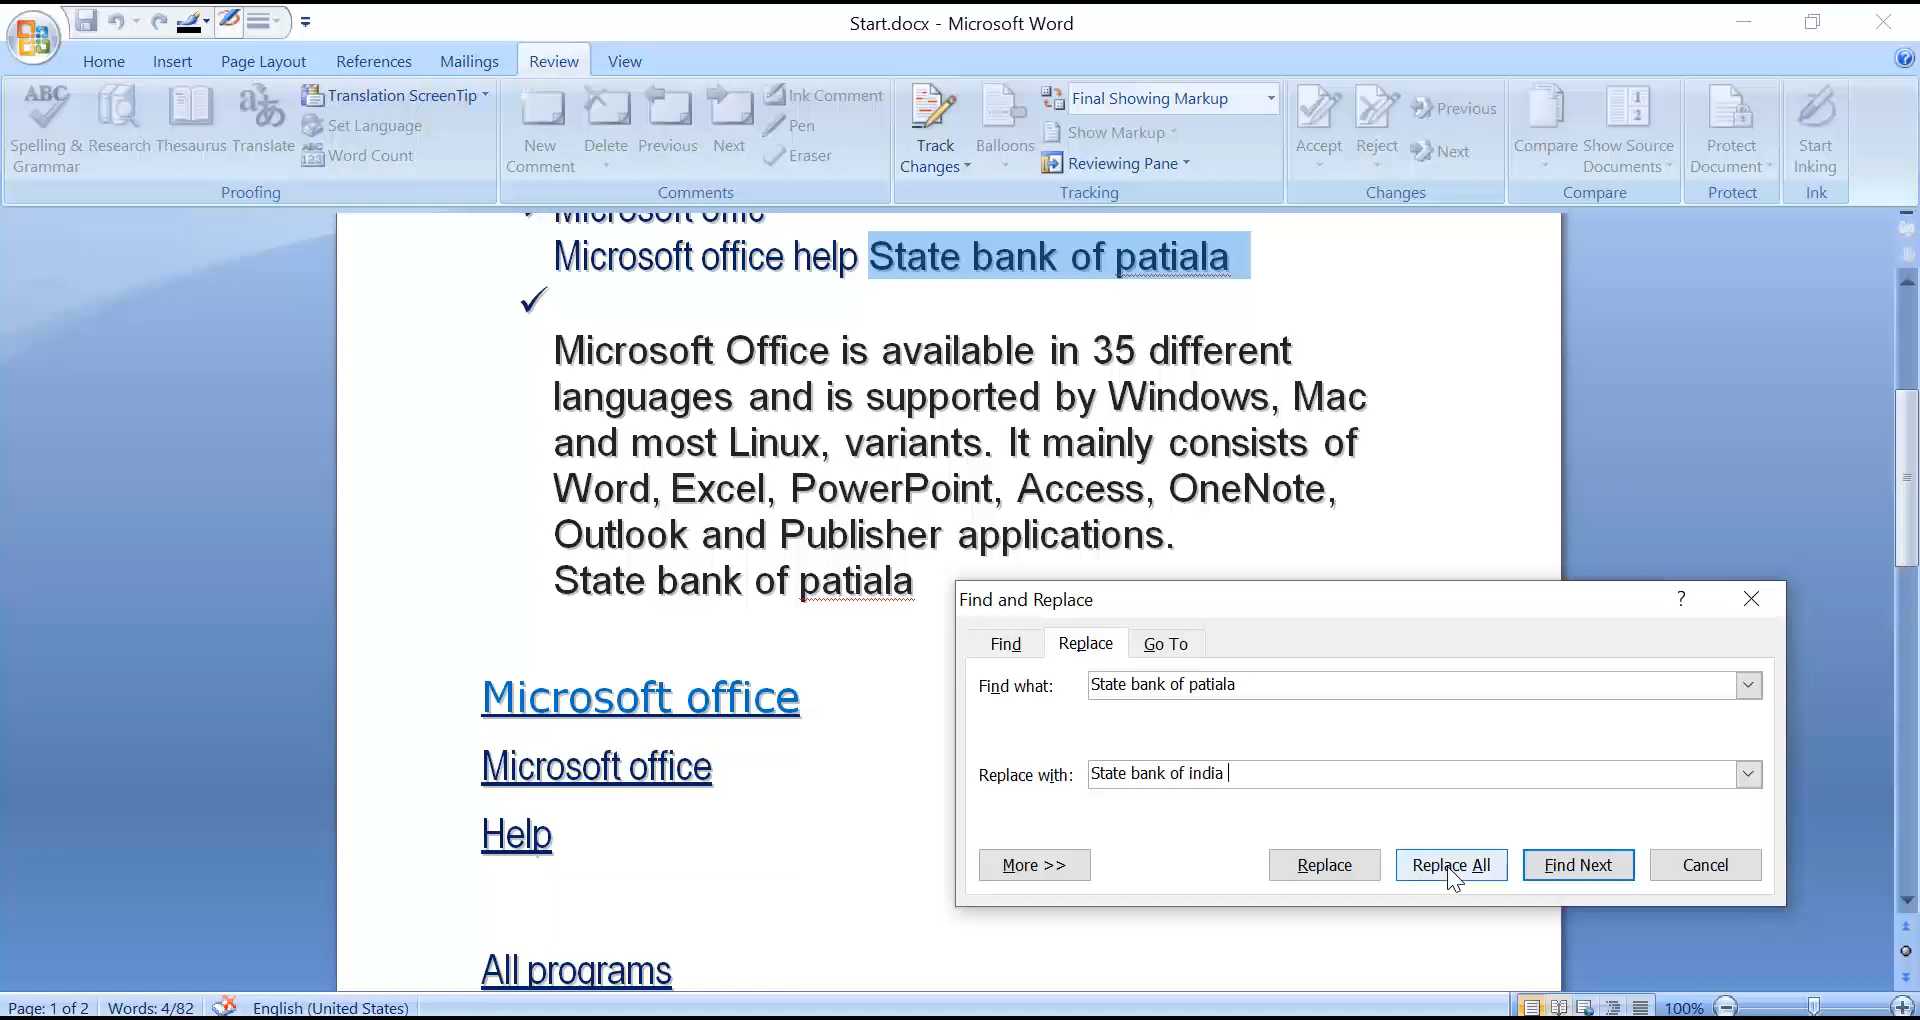 Start.docx - Microsoft Word
Home Insert Page Layout References Mailings Review View
ABC Spelling & Grammar
Research
Thesaurus
Translate
Translation ScreenTip
Set Language
ABC 123 Word Count
Proofing
New Comment
Delete
Previous
Next
Ink Comment
Pen
Eraser
Comments
Track Changes
Balloons
Final Showing Markup
Show Markup
Reviewing Pane
Tracking
Accept
Reject
Previous
Next
Changes
Compare
Show Source Documents
Compare
Protect Document
Protect
Start Inking
Ink
Microsoft offic
Microsoft office help State bank of patiala
Microsoft Office is available in 35 different
languages and is supported by Windows, Mac
and most Linux, variants. It mainly consists of
Word, Excel, PowerPoint, Access, OneNote,
Outlook and Publisher applications.
State bank of patiala
Microsoft office
Microsoft office
Help
All programs
Find and Replace ?
Find Replace Go To
Find what: State bank of patiala
Replace with: State bank of india
More >> Replace Replace All Find Next Cancel
Page: 1 of 2 Words: 4/82 English (United States) 100%